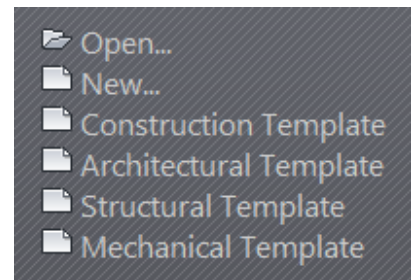 Open...
New...
Construction Template
Architectural Template
Structural Template
Mechanical Template